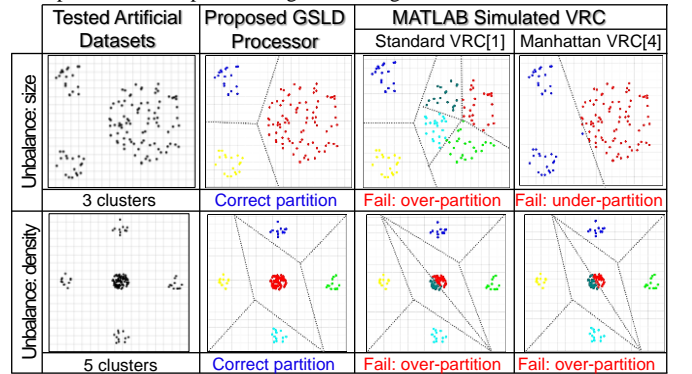 Tested Artificial Datasets
Proposed GSLD Processor
MATLAB Simulated VRC
Standard VRC[1]
Manhattan VRC[4]
Unbalance: size
3 clusters
Correct partition
Fail: over-partition
Fail: under-partition
Unbalance: density
5 clusters
Correct partition
Fail: over-partition
Fail: over-partition